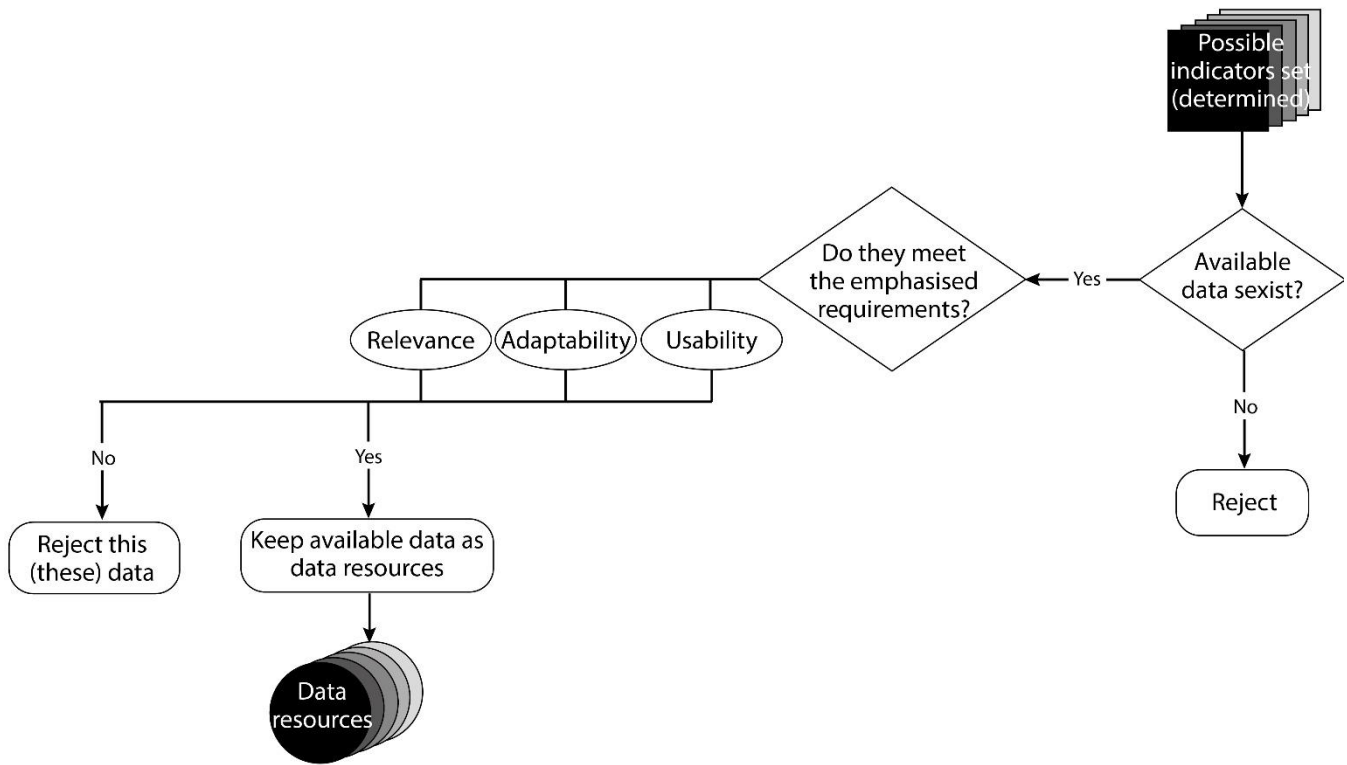 Possible
indicators set
(determined)
Available
data sexist?
Yes
No
Reject
Do they meet
the emphasised
requirements?
Relevance
Adaptability
Usability
No
Yes
Reject this
(these) data
Keep available data as
data resources
Data
resources